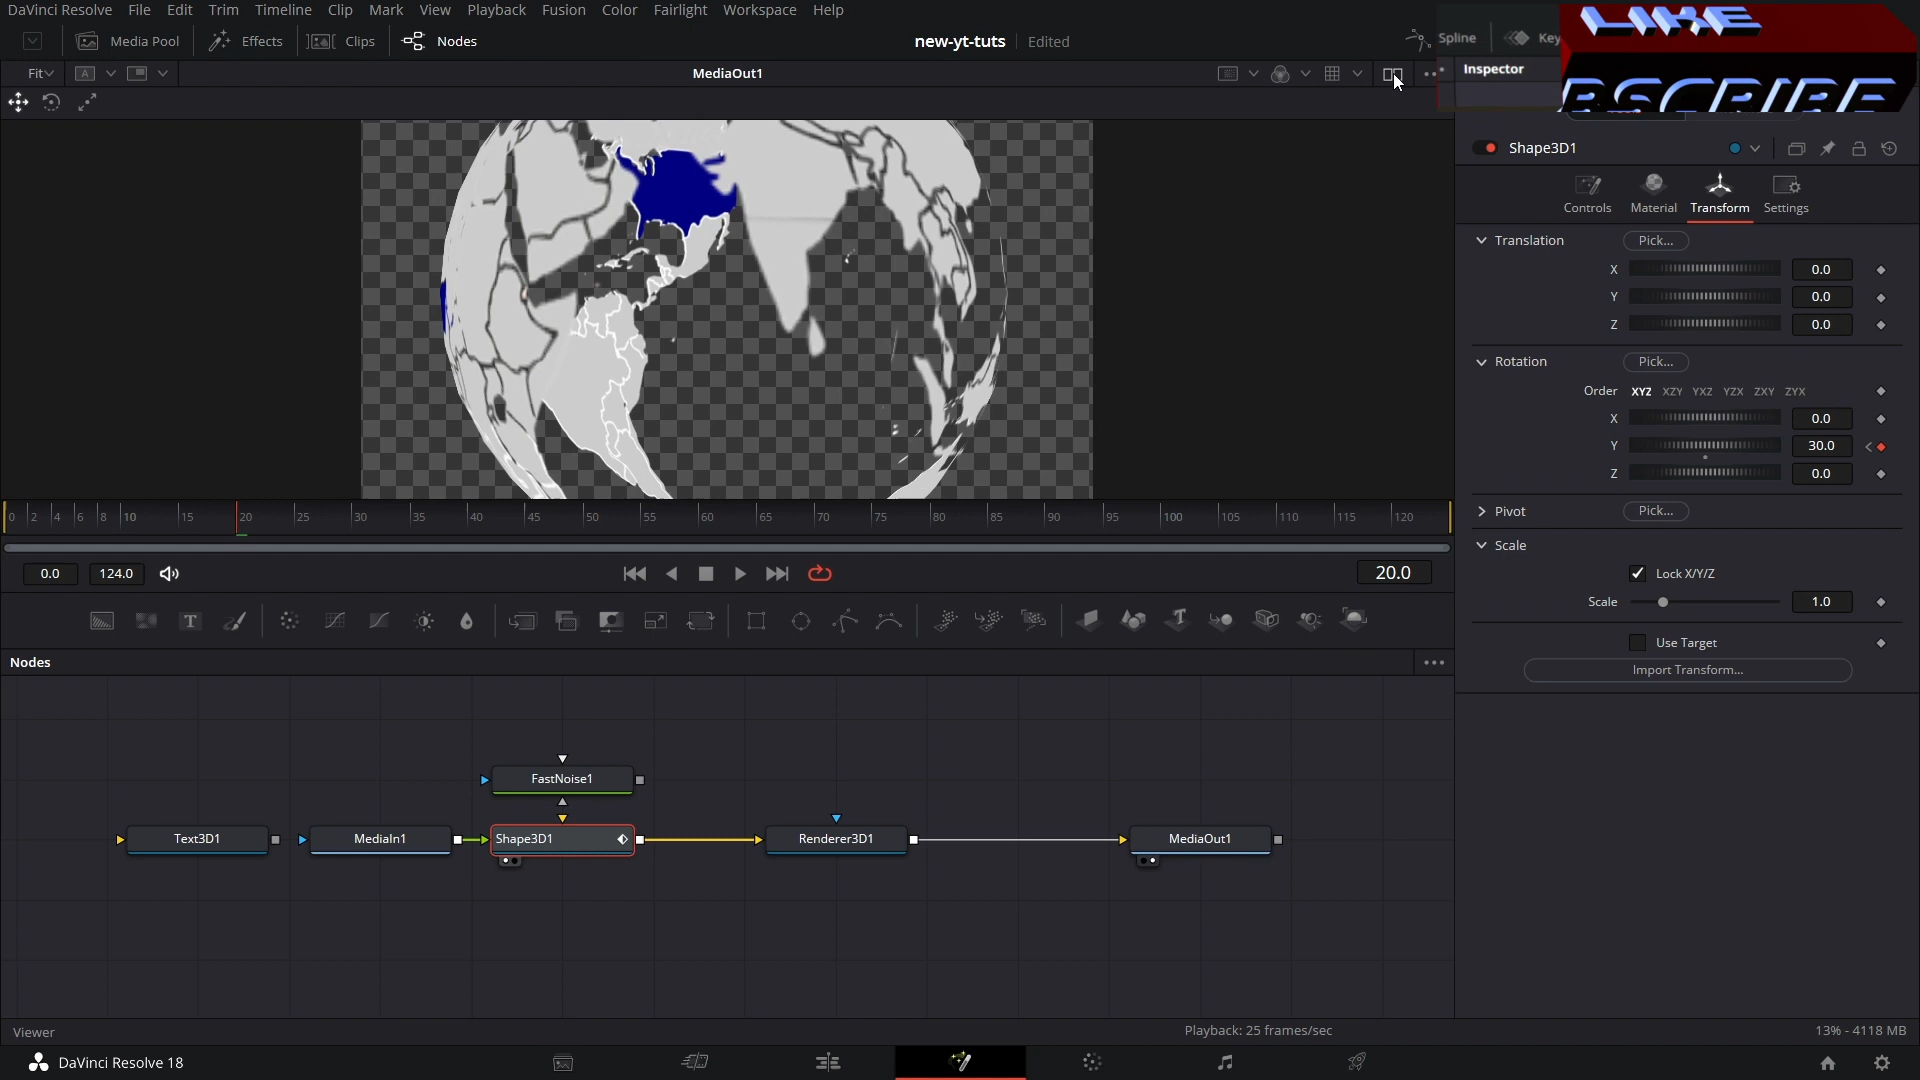 DaVinci Resolve File Edit Trim Timeline Clip Mark View Playback Fusion Color Fairlight Workspace Help
Media Pool Effects Clips Nodes new-yt-tuts Edited Spline Key
LIKE
Fit A MediaOut1 Inspector
BSCRIBE
Shape3D1
Controls Material Transform Settings
Translation Pick...
X 0.0
Y 0.0
Z 0.0
Rotation Pick...
Order XYZ XZY YXZ YZX ZXY ZYX
X 0.0
Y 30.0
Z 0.0
Pivot Pick...
Scale
Lock X/Y/Z
Scale 1.0
Use Target
Import Transform...
0 2 4 6 8 10 15 20 25 30 35 40 45 50 55 60 65 70 75 80 85 90 95 100 105 110 115 120
0.0 124.0 20.0
T T
Nodes
FastNoise1
Text3D1 MediaIn1 Shape3D1 Renderer3D1 MediaOut1
Viewer Playback: 25 frames/sec 13% - 4118 MB
DaVinci Resolve 18